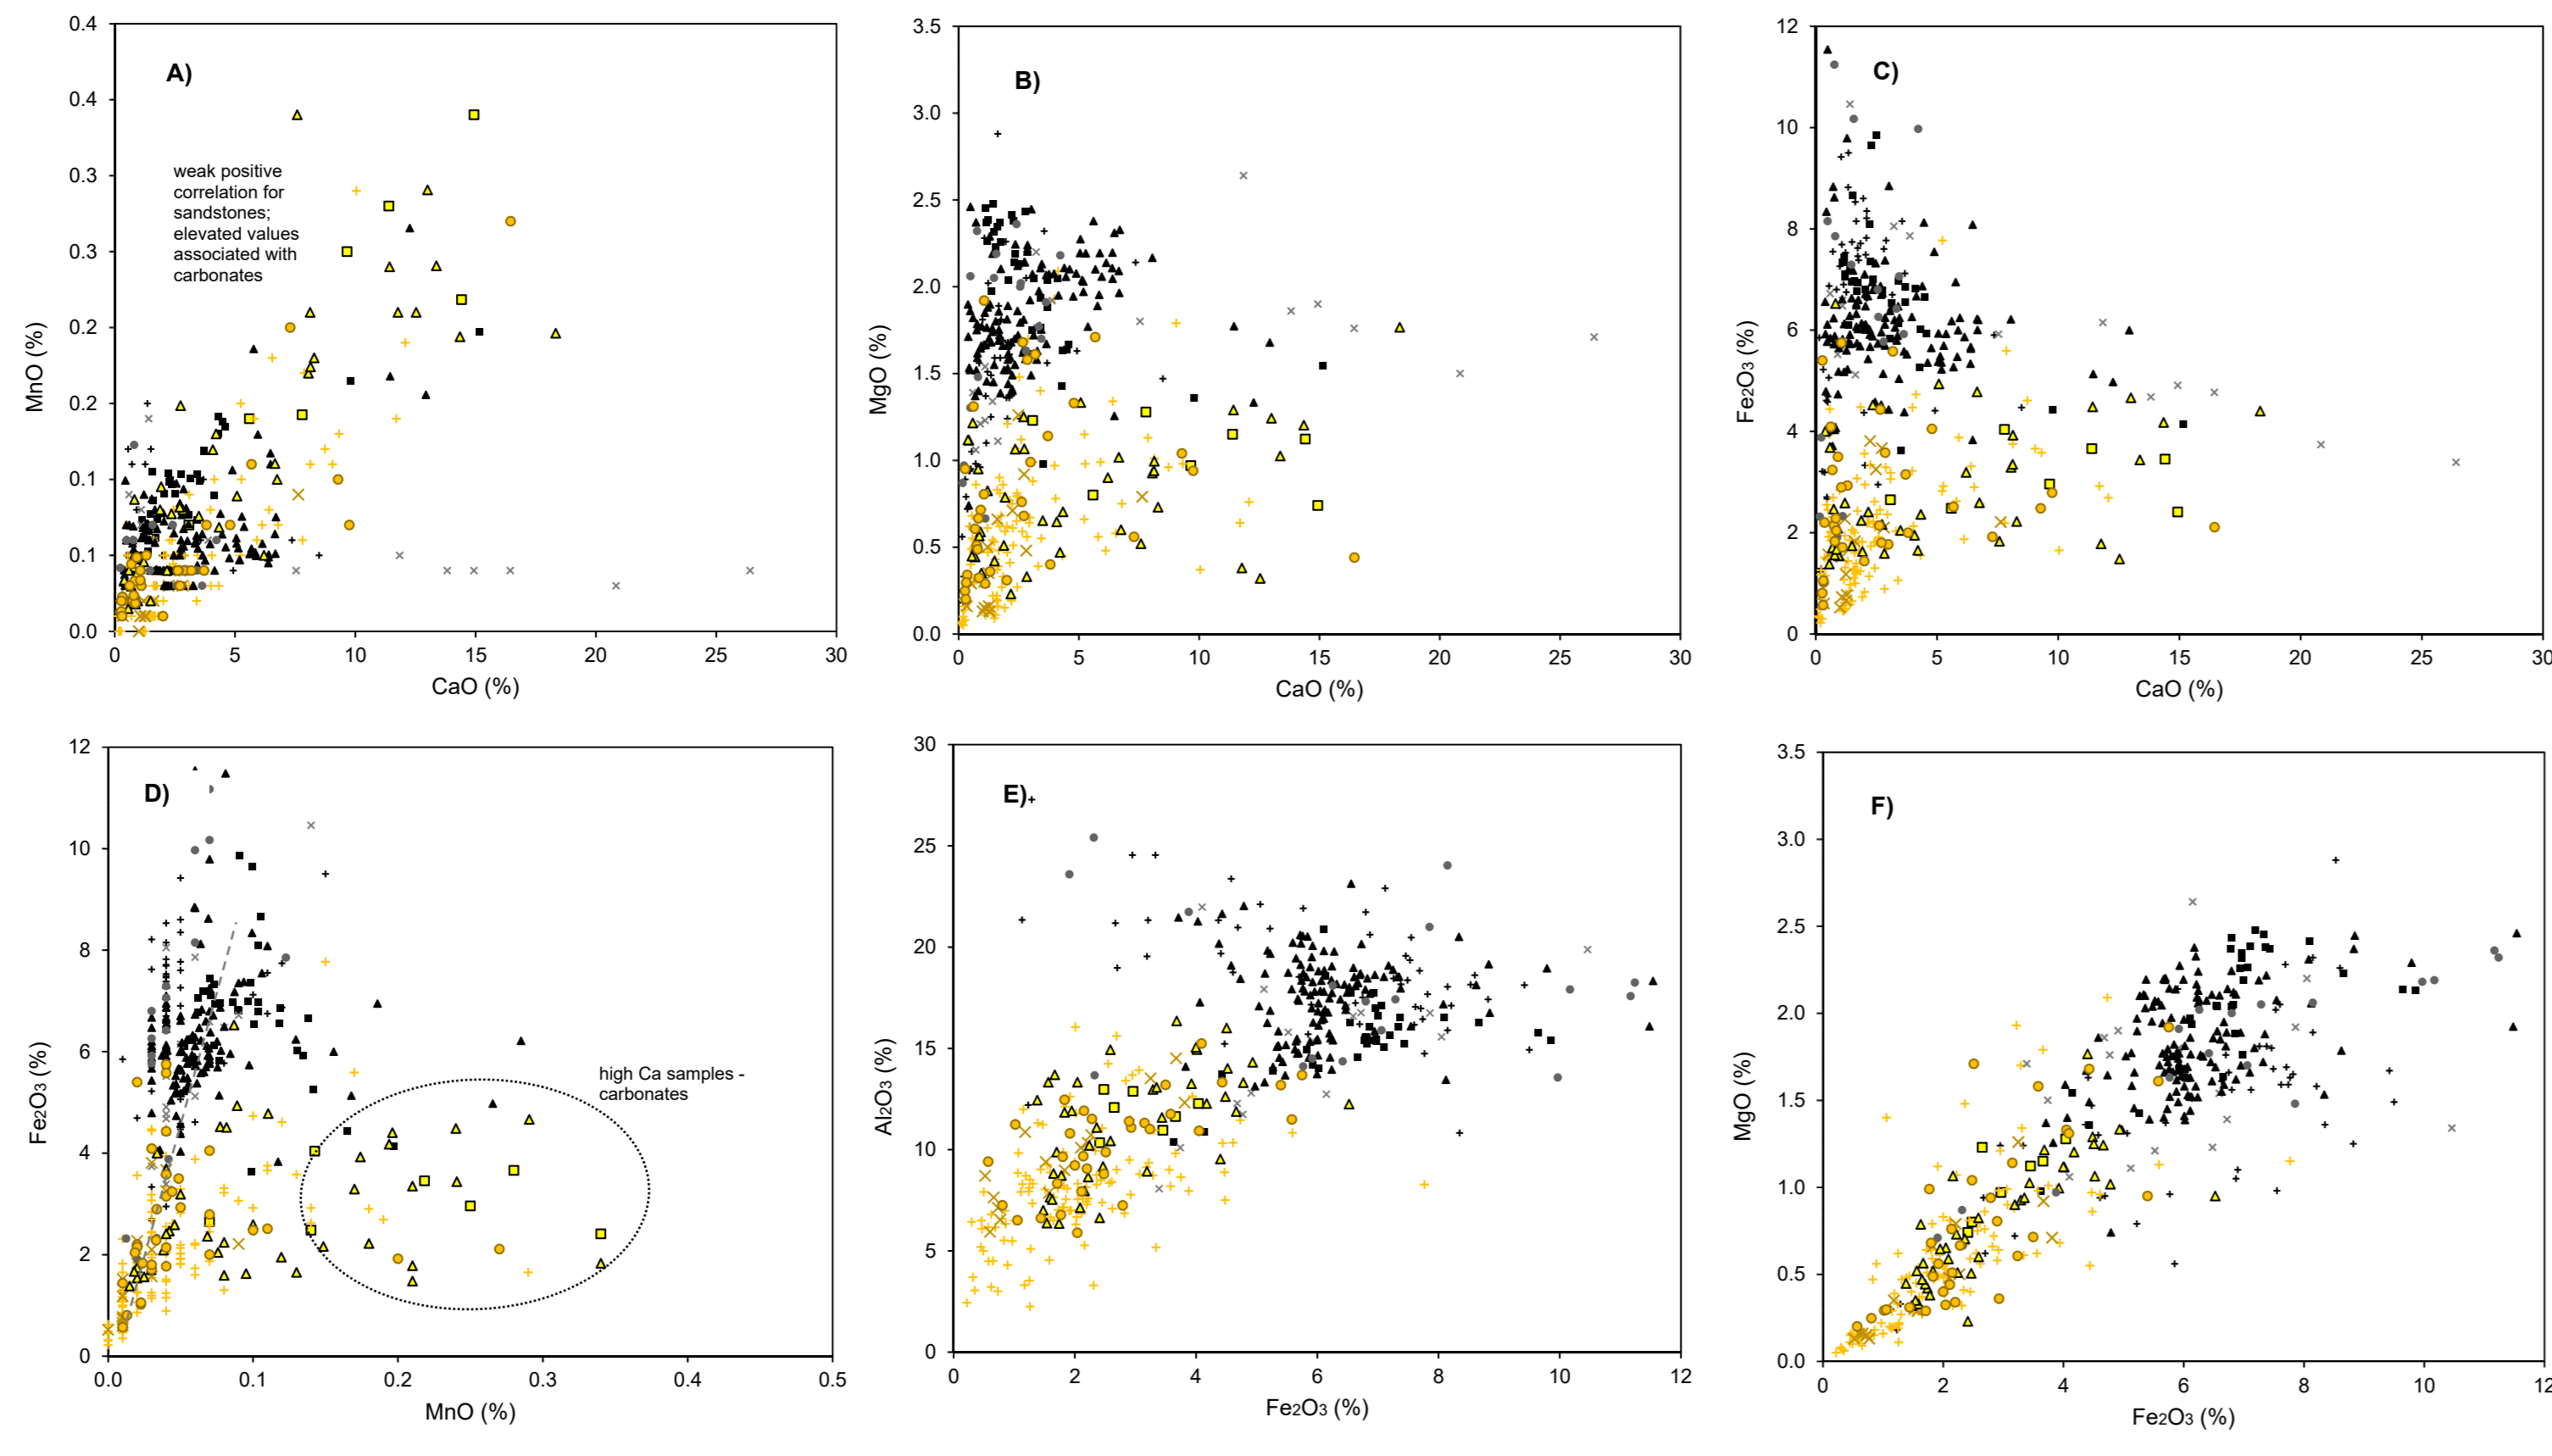 0.4
0.4
0.3
0.3
0.2
0.2
0.1
0.1
0.0
MnO (%)
A)
weak positive
correlation for
sandstones;
elevated values
associated with
carbonates
0 5 10 15 20 25 30
CaO (%)
3.5
3.0
2.5
2.0
1.5
1.0
0.5
0.0
MgO (%)
B)
0 5 10 15 20 25 30
CaO (%)
12
10
8
6
4
2
0
Fe2O3 (%)
C)
0 5 10 15 20 25 30
CaO (%)
12
10
8
6
4
2
0
Fe2O3 (%)
D)
high Ca samples -
carbonates
0.0 0.1 0.2 0.3 0.4 0.5
MnO (%)
30
25
20
15
10
5
0
Al2O3 (%)
E)
0 2 4 6 8 10 12
Fe2O3 (%)
3.5
3.0
2.5
2.0
1.5
1.0
0.5
0.0
MgO (%)
F)
0 2 4 6 8 10 12
Fe2O3 (%)